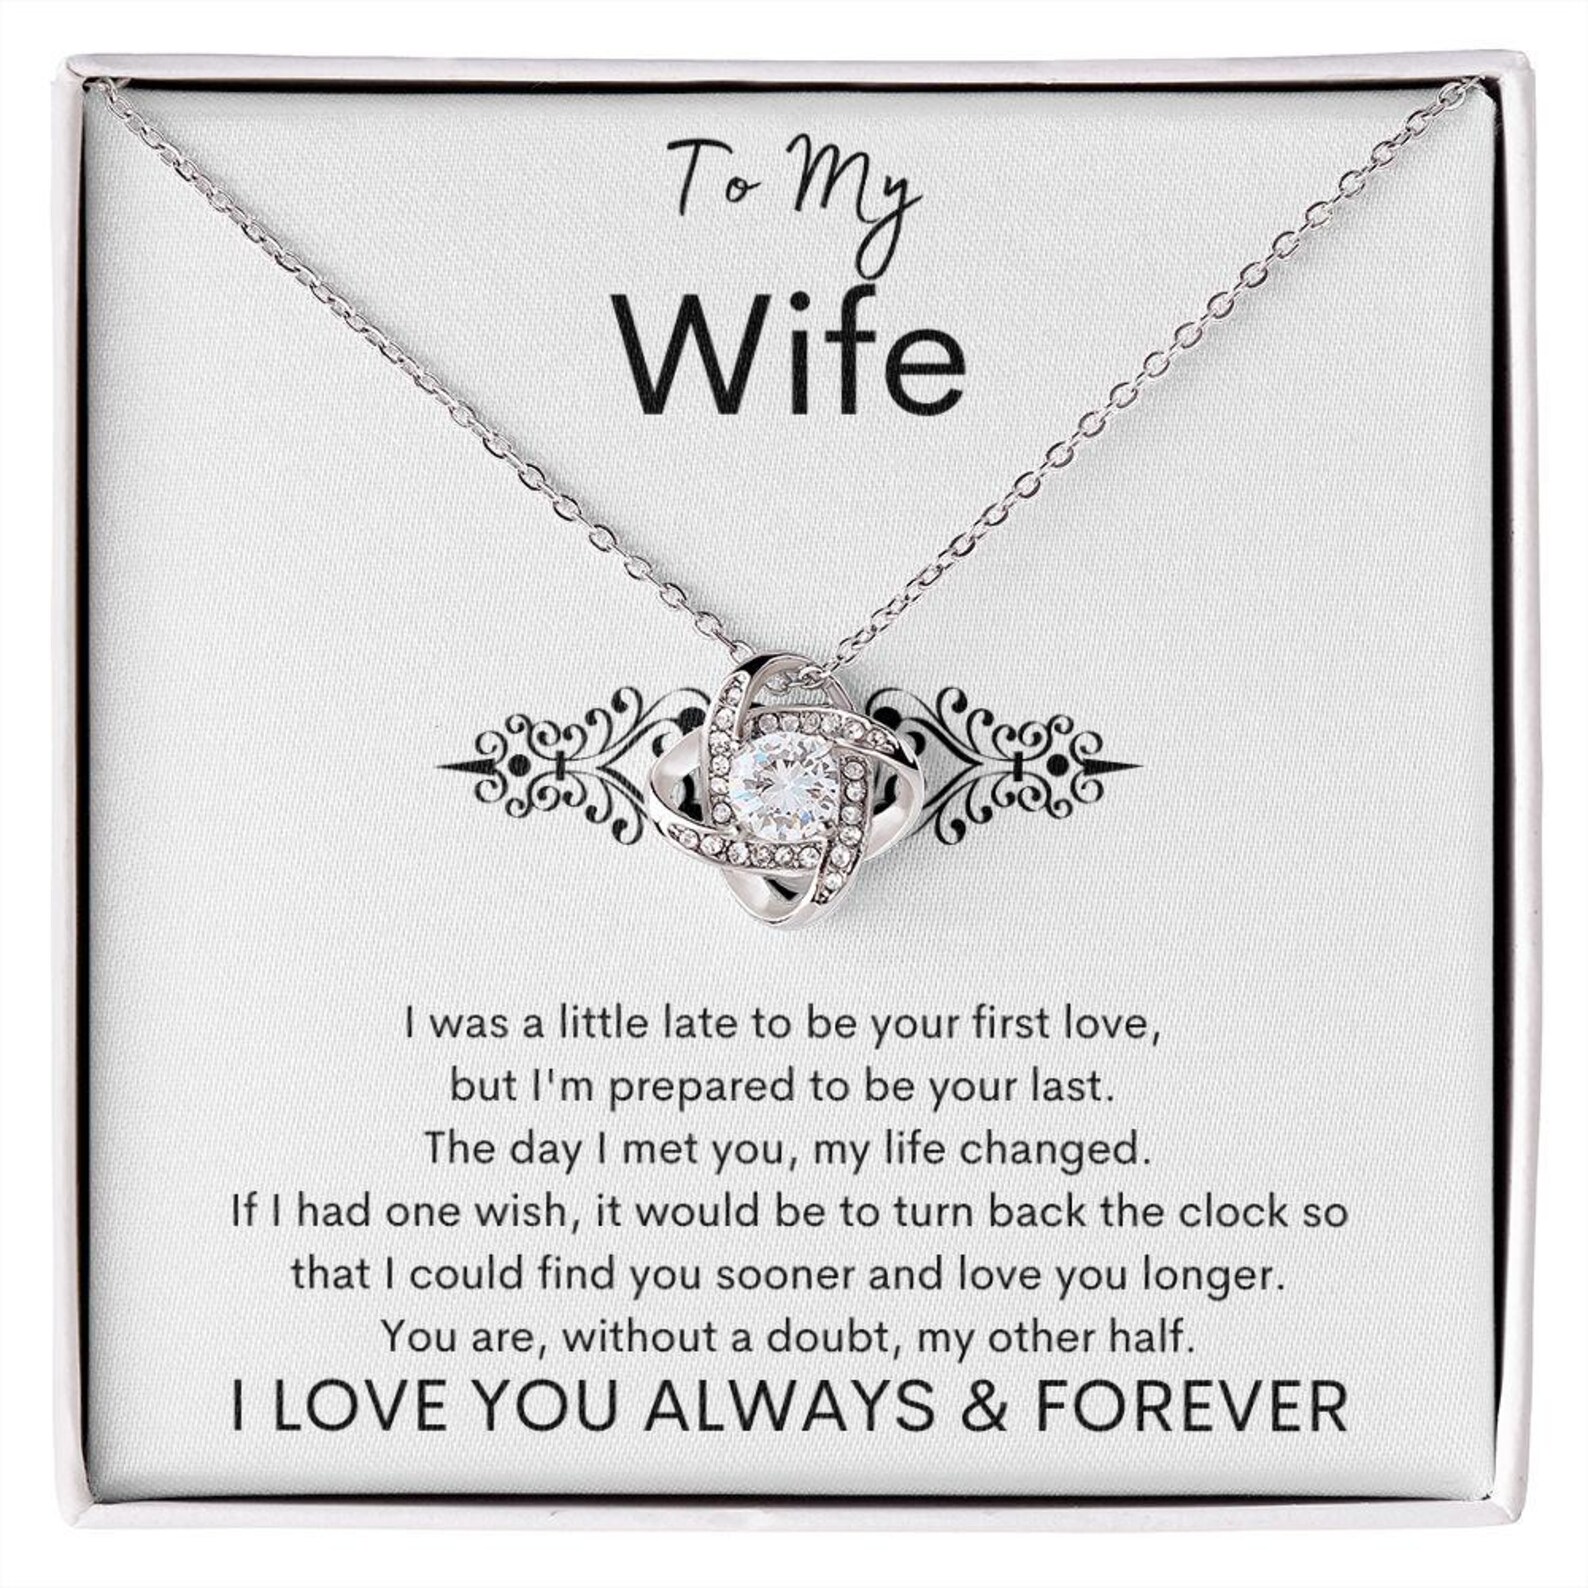 To My
Wife
I was a little late to be your first love,
but I'm prepared to be your last.
The day I met you, my life changed.
If I had one wish, it would be to turn back the clock so
that I could find you sooner and love you longer.
You are, without a doubt, my other half.
I LOVE YOU ALWAYS & FOREVER